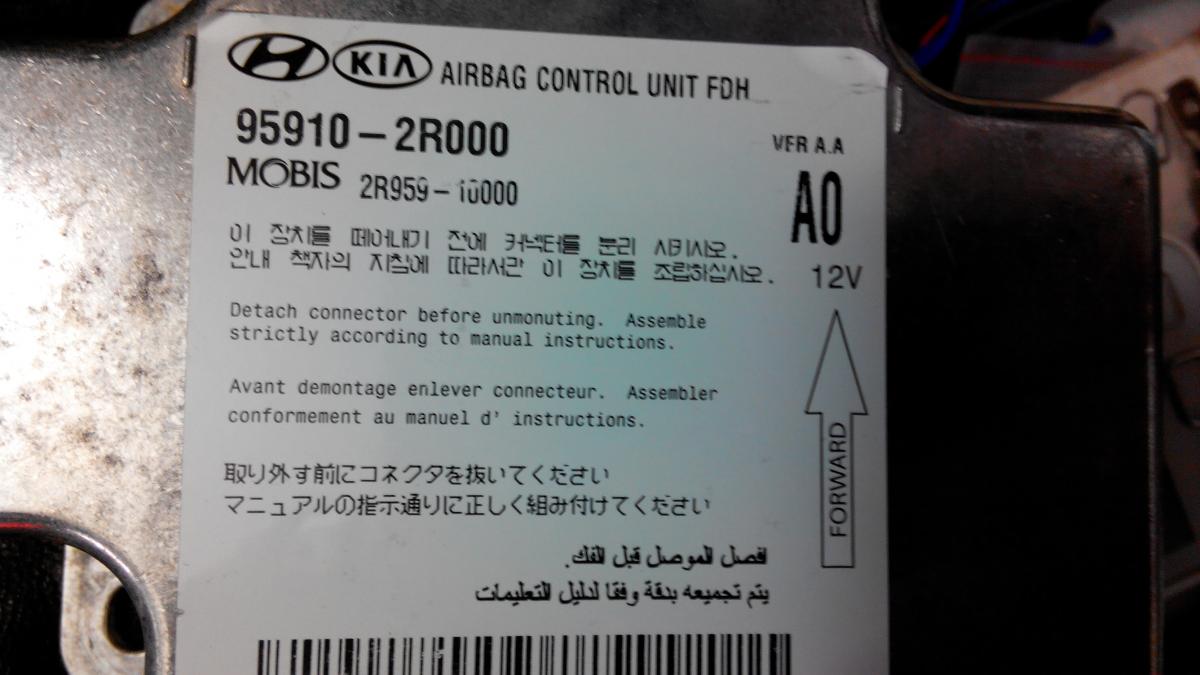 KIA AIRBAG CONTROL UNIT FDH
95910-2R000
VER A.A
MOBIS 2R959-10000
A0
이 장치를 떼어내기 전에 커넥터를 분리 시키시오.
안내 책자의 지침에 따라서만 이 장치를 조립하십시오.
12V
Detach connector before unmonuting. Assemble
strictly according to manual instructions.
Avant demontage enlever connecteur. Assembler
conformement au manuel d' instructions.
FORWARD
取り外す前にコネクタを抜いてください
マニュアルの指示通りに正しく組み付けてください
افصل الموصل قبل الفك.
يتم تجميعه بدقة وفقا لدليل التعليمات